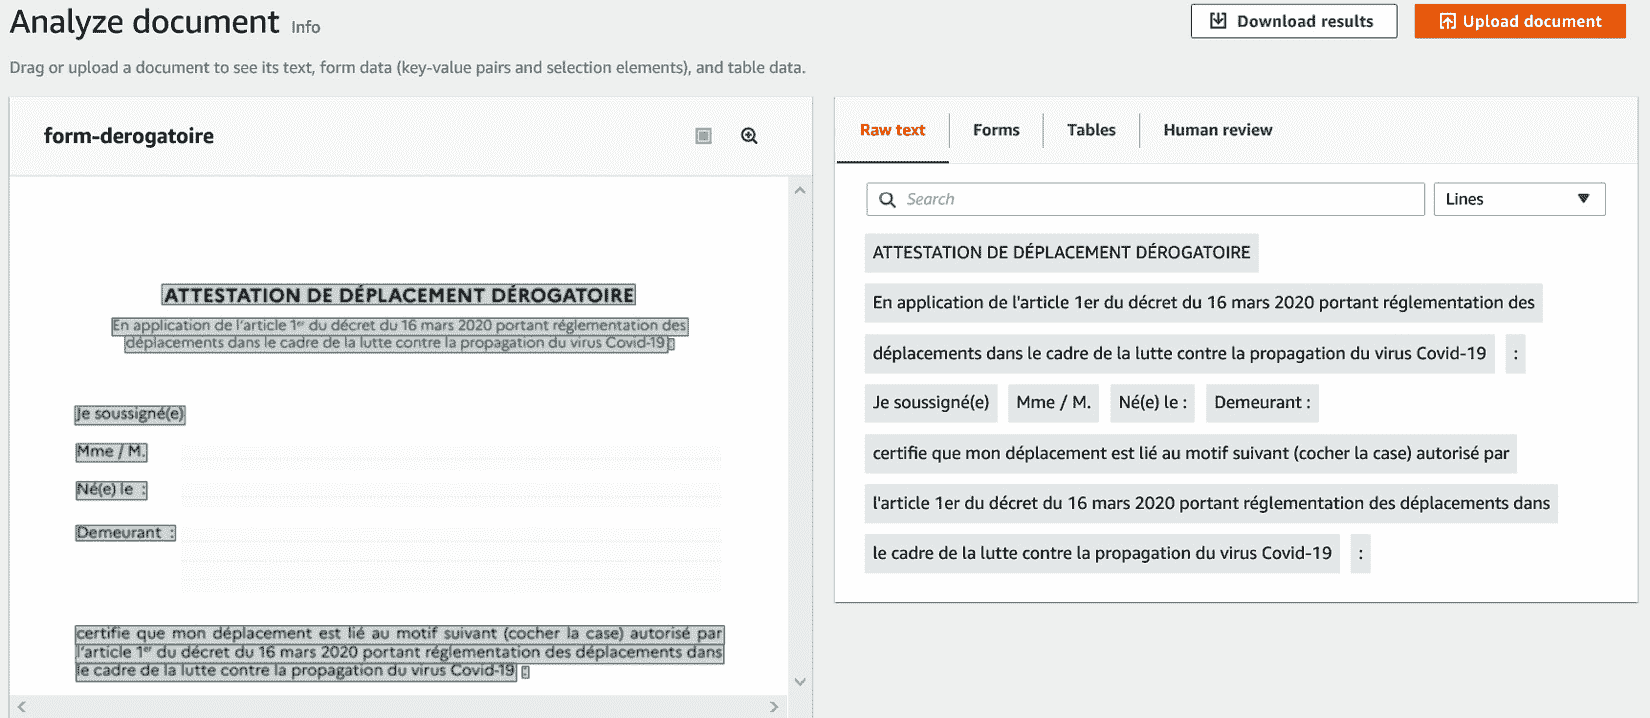 Analyze document Info
Download results
Upload document
Drag or upload a document to see its text, form data (key-value pairs and selection elements), and table data.
form-derogatoire
ATTESTATION DE DÉPLACEMENT DÉROGATOIRE
En application de l'article 1er du décret du 16 mars 2020 portant réglementation des
déplacements dans le cadre de la lutte contre la propagation du virus Covid-19 :
Je soussigné(e)
Mme / M.
Né(e) le :
Demeurant :
certifie que mon déplacement est lié au motif suivant (cocher la case) autorisé par
l'article 1er du décret du 16 mars 2020 portant réglementation des déplacements dans
le cadre de la lutte contre la propagation du virus Covid-19 :
Raw text Forms Tables Human review
Search Lines
ATTESTATION DE DÉPLACEMENT DÉROGATOIRE
En application de l'article 1er du décret du 16 mars 2020 portant réglementation des
déplacements dans le cadre de la lutte contre la propagation du virus Covid-19 :
Je soussigné(e) Mme / M. Né(e) le : Demeurant :
certifie que mon déplacement est lié au motif suivant (cocher la case) autorisé par
l'article 1er du décret du 16 mars 2020 portant réglementation des déplacements dans
le cadre de la lutte contre la propagation du virus Covid-19 :